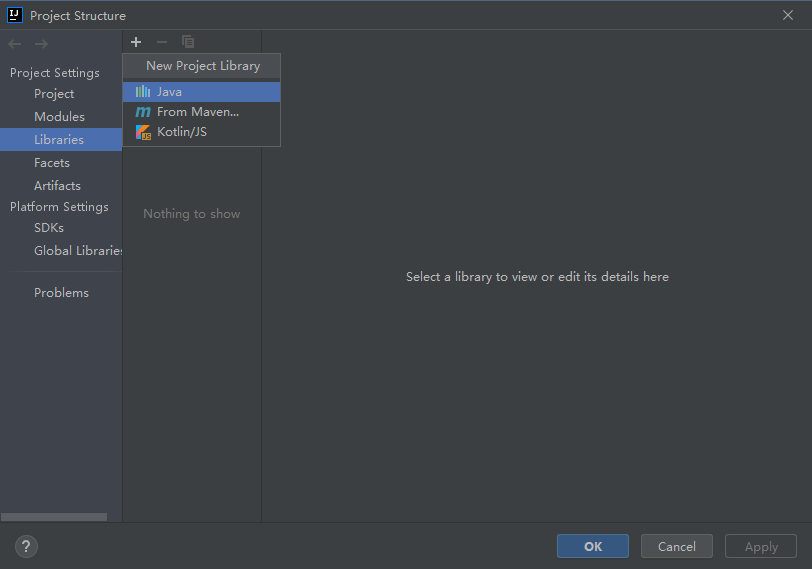 Project Structure
Project Settings
Project
Modules
Libraries
Facets
Artifacts
Platform Settings
SDKs
Global Libraries
Problems
New Project Library
Java
From Maven...
Kotlin/JS
Nothing to show
Select a library to view or edit its details here
?
OK
Cancel
Apply